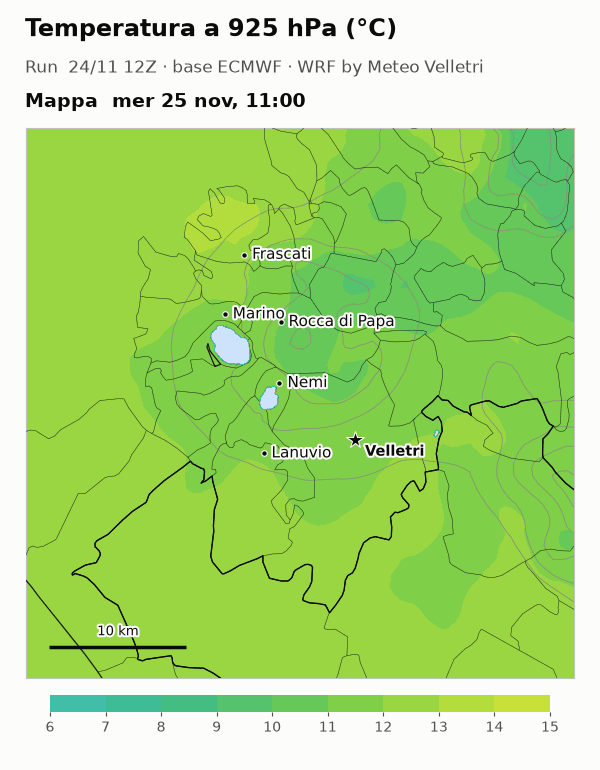 Temperatura a 925 hPa (°C)
Run  24/11 12Z · base ECMWF · WRF by Meteo Velletri
Mappa  mer 25 nov, 11:00
Frascati
Marino
Rocca di Papa
Nemi
Velletri
Lanuvio
10 km
6 7 8 9 10 11 12 13 14 15